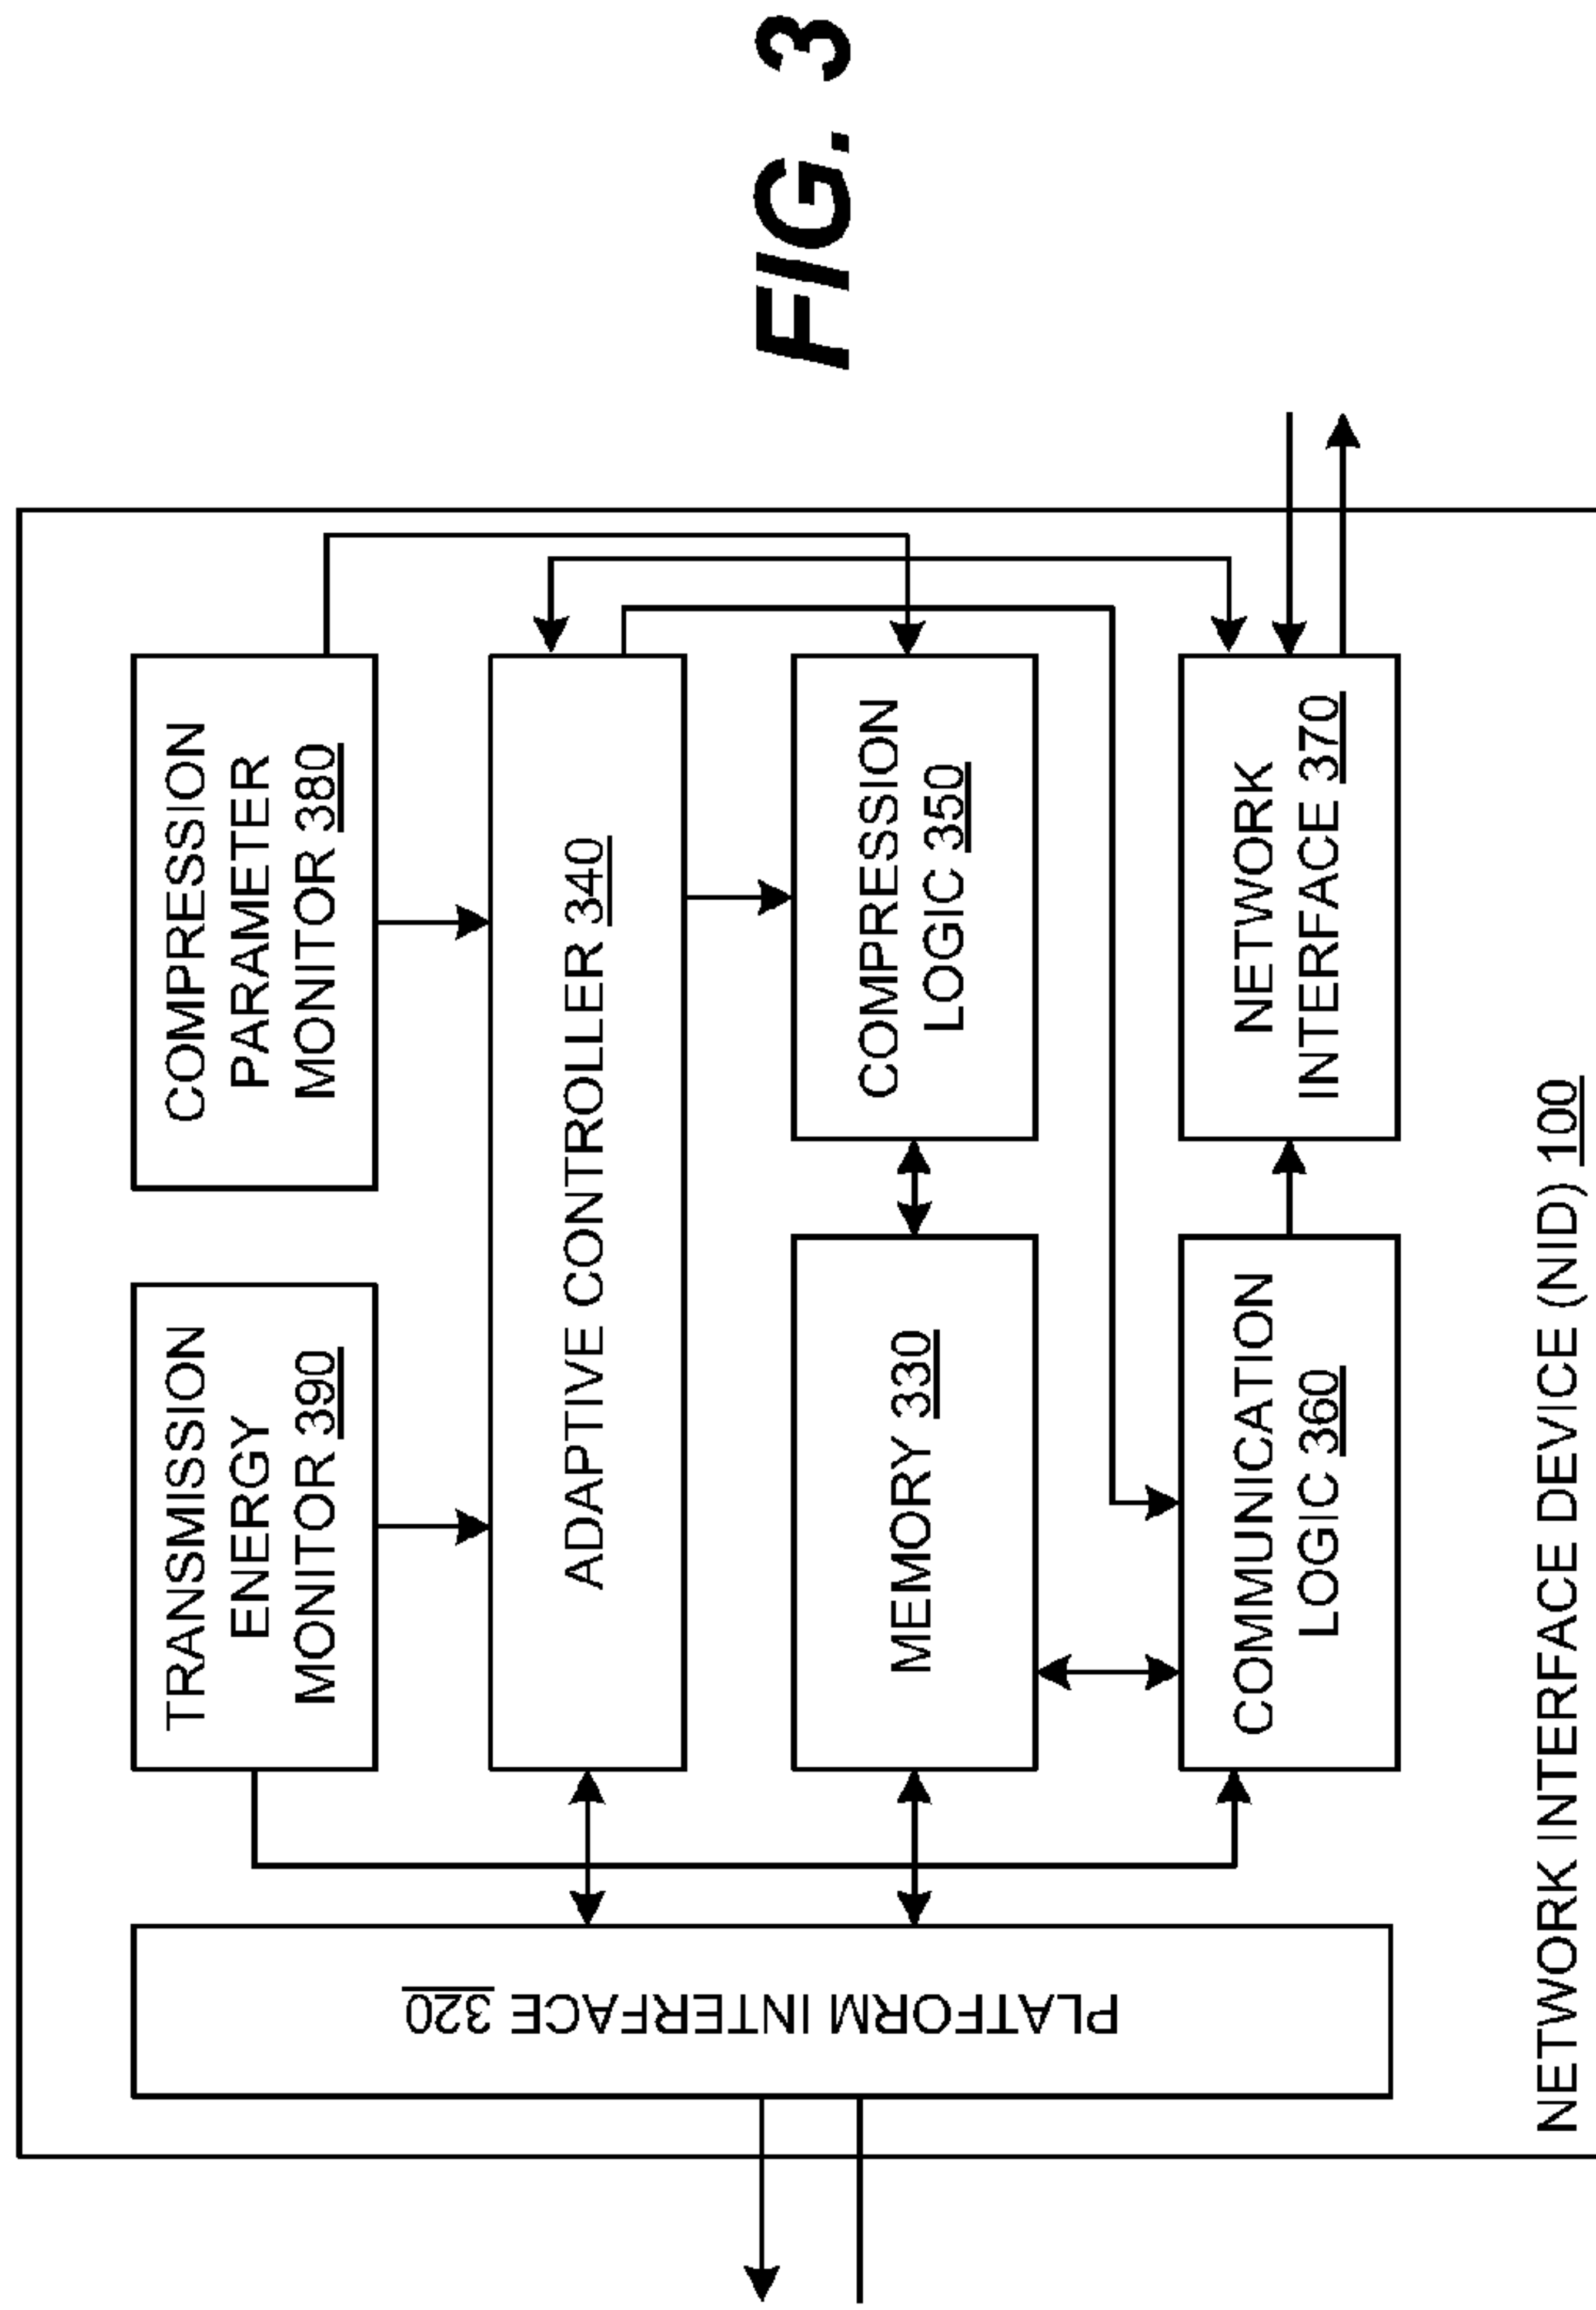 TRANSMISSION
ENERGY
MONITOR 390
COMPRESSION
PARAMETER
MONITOR 380
PLATFORM INTERFACE 320
ADAPTIVE CONTROLLER 340
MEMORY 330
COMPRESSION
LOGIC 350
COMMUNICATION
LOGIC 360
NETWORK
INTERFACE 370
NETWORK INTERFACE DEVICE (NID) 100
FIG. 3